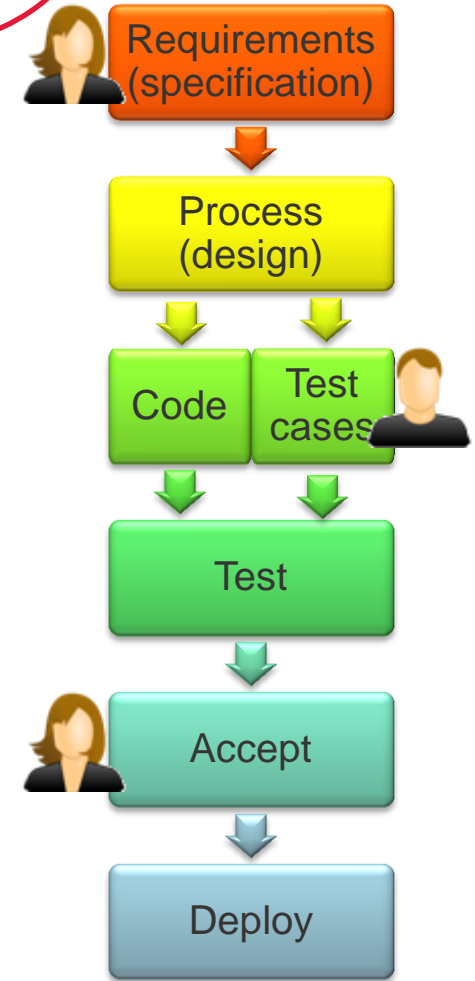 Requirements
(specification)
Process
(design)
Code
Test
cases
Test
Accept
Deploy